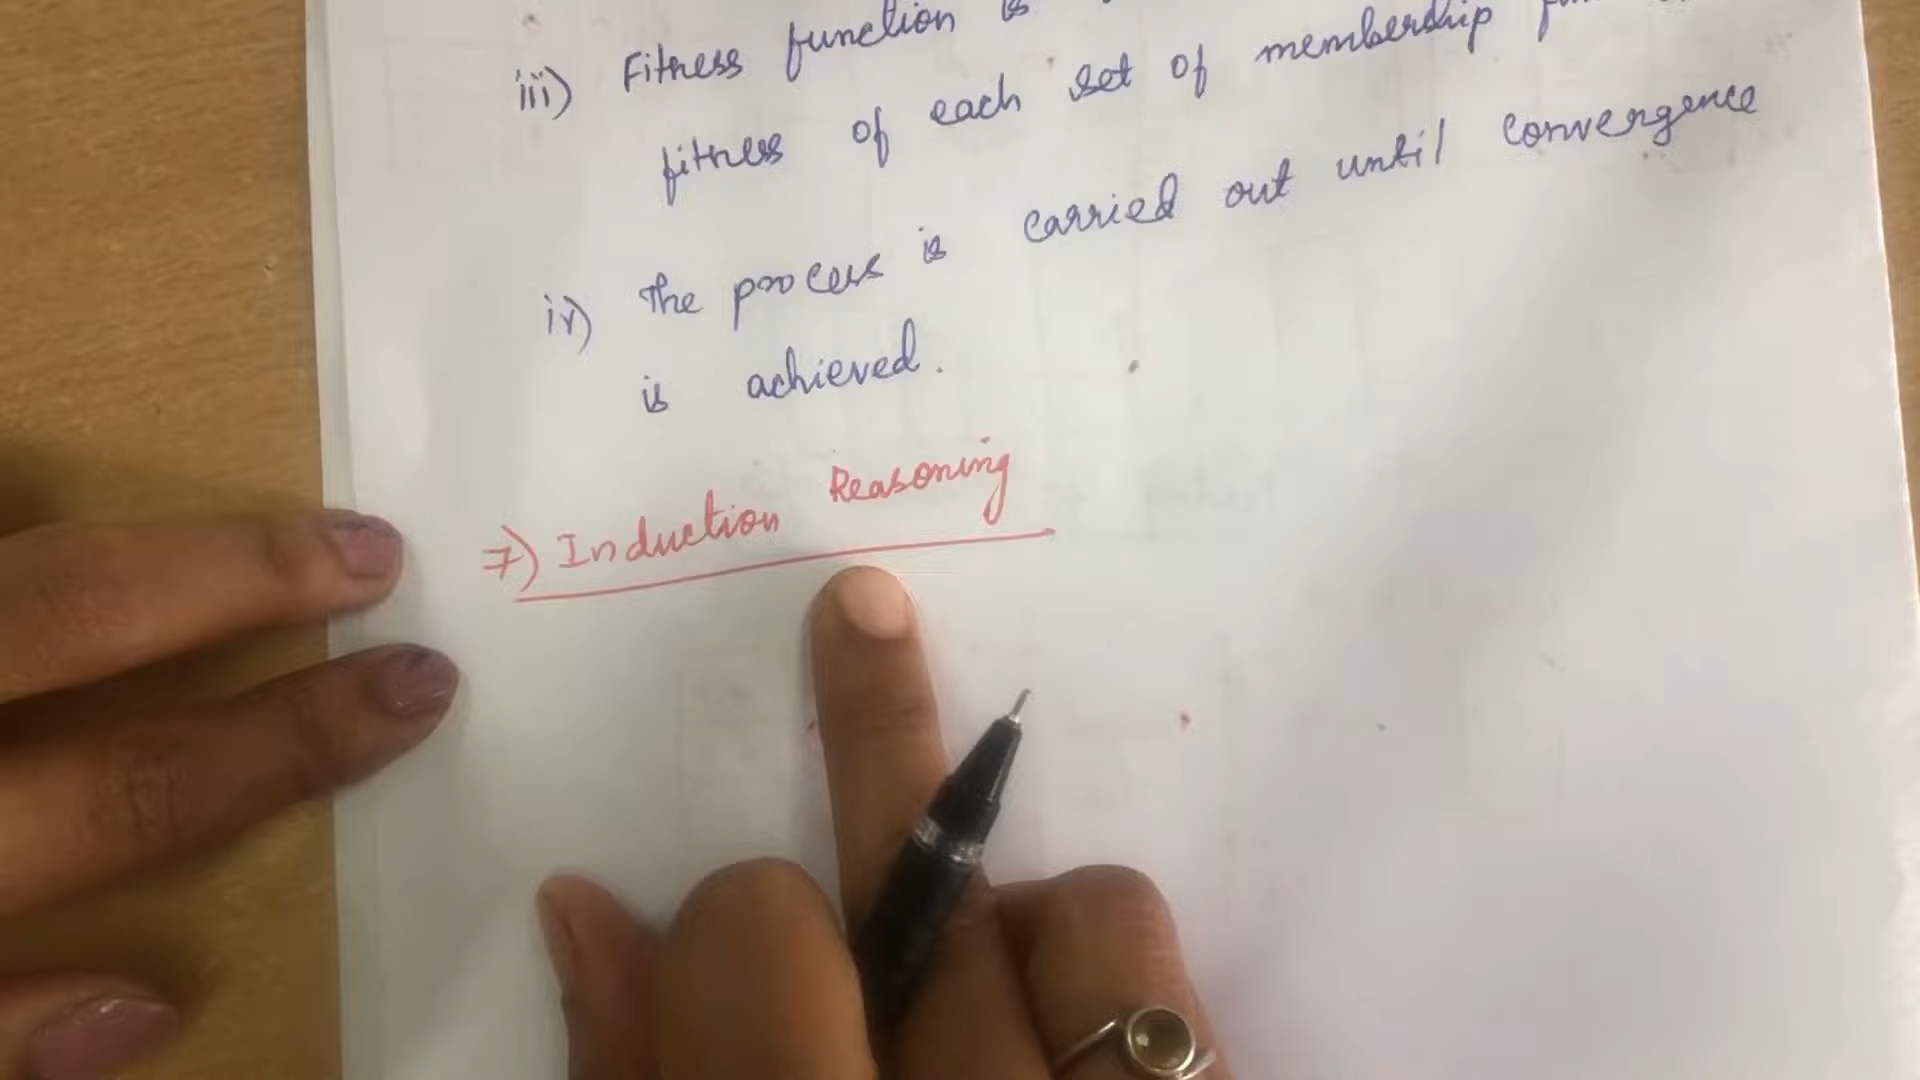 iii) Fitness function is
fitness of each set of membership
iv) The process is carried out until convergence
is achieved.
7) Induction Reasoning